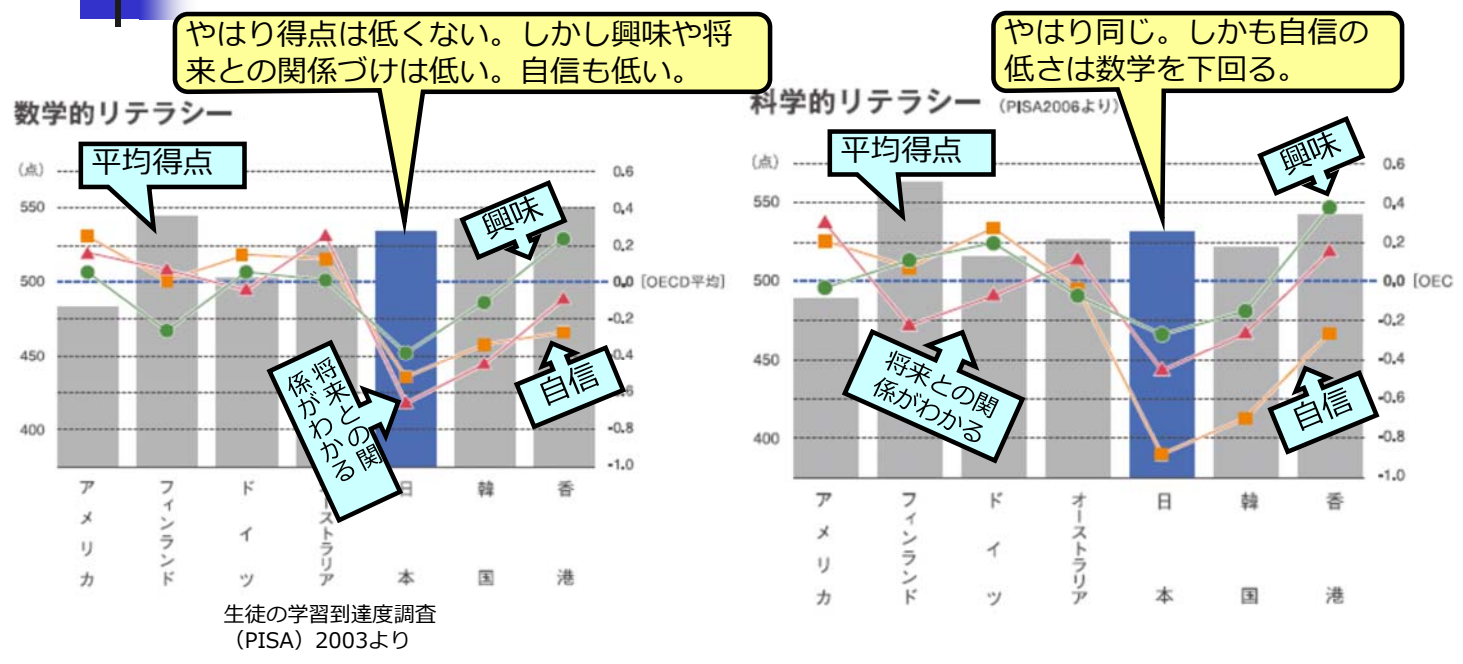 やはり得点は低くない。しかし興味や将
来との関係づけは低い。自信も低い。
数学的リテラシー
平均得点
(点)
550
500
450
400
0.6
0.4
0.2
0.0 [OECD平均]
-0.2
-0.4
-0.8
-1.0
興味
自信
将来との関
係がわかる
アメリカ
フィンランド
ドイツ
ーストラリア
日本
韓国
香港
生徒の学習到達度調査
(PISA)2003より
やはり同じ。しかも自信の
低さは数学を下回る。
科学的リテラシー (PISA2006より)
平均得点
(点)
550
500
450
400
0.6
0.4
0.2
0.0 [OEC
-0.2
-0.4
-0.6
-0.8
-1.0
興味
将来との関
係がわかる
自信
アメリカ
フィンランド
ドイツ
オーストラリア
日本
韓国
香港